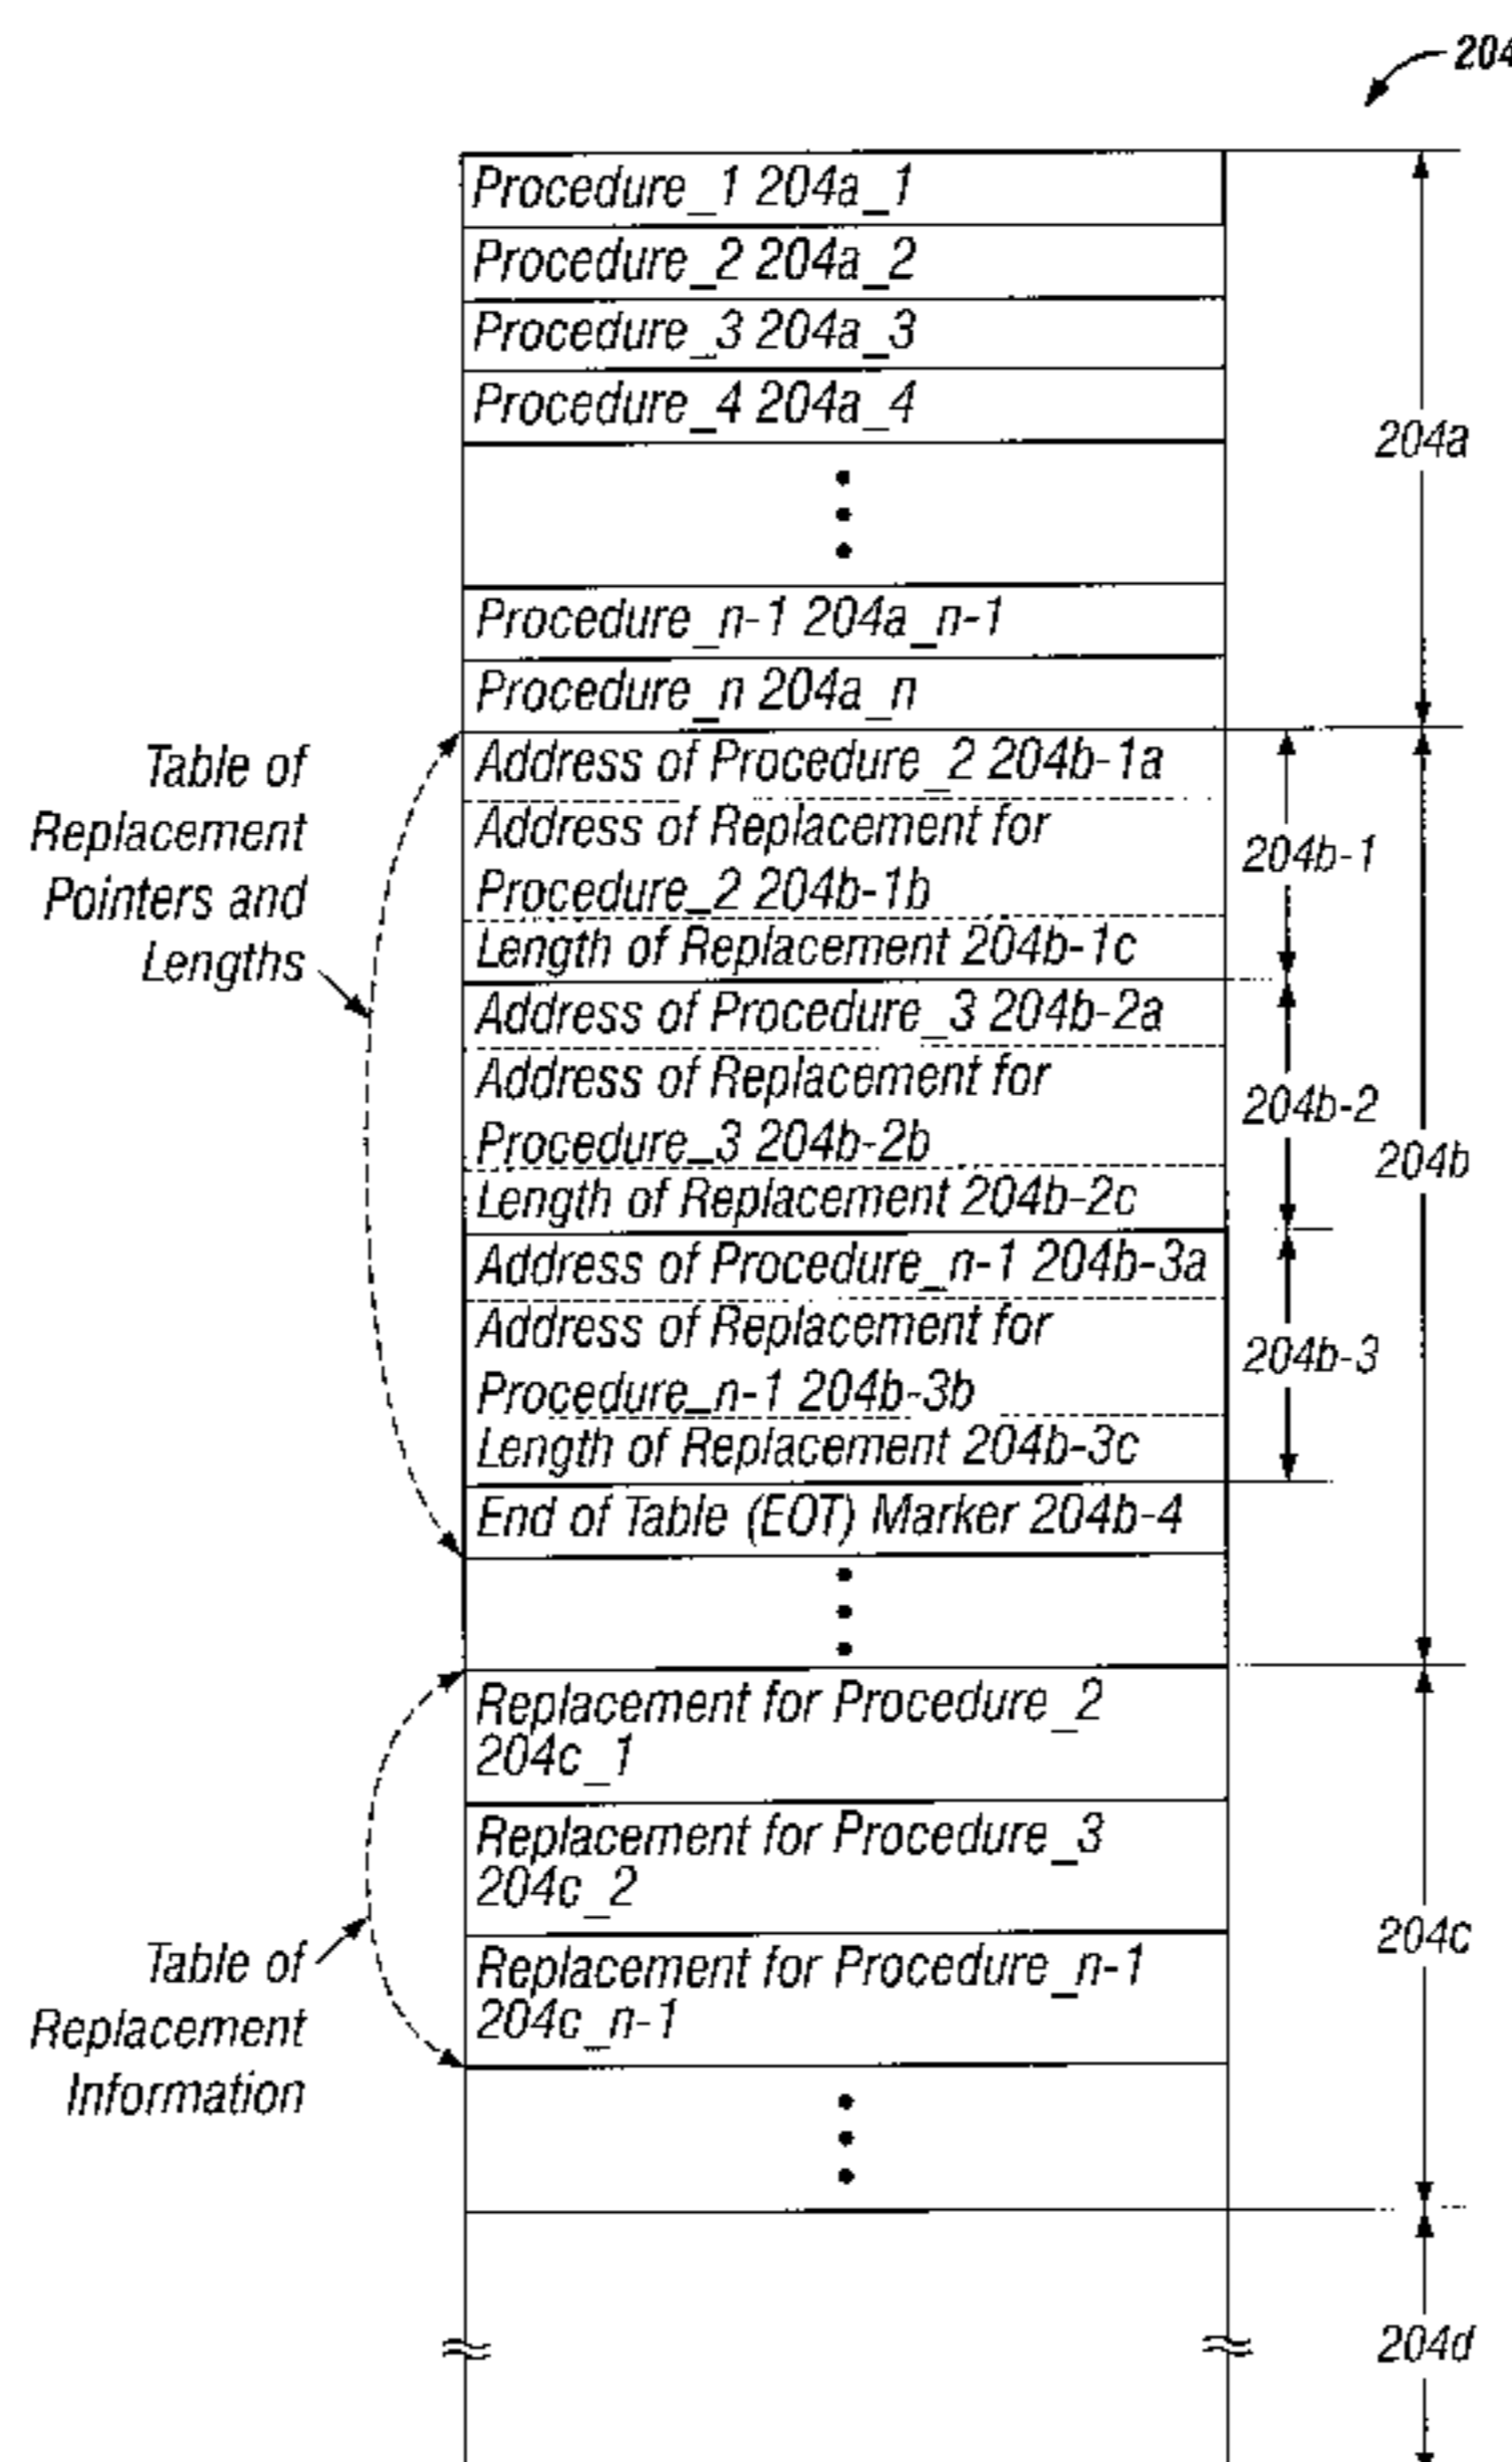 204
Procedure_1 204a_1
Procedure_2 204a_2
Procedure_3 204a_3
Procedure_4 204a_4
204a
Procedure_n-1 204a_n-1
Procedure_n 204a_n
Table of
Replacement
Pointers and
Lengths
Address of Procedure_2 204b-1a
Address of Replacement for
Procedure_2 204b-1b
Length of Replacement 204b-1c
204b-1
Address of Procedure_3 204b-2a
Address of Replacement for
Procedure_3 204b-2b
Length of Replacement 204b-2c
204b-2
204b
Address of Procedure_n-1 204b-3a
Address of Replacement for
Procedure_n-1 204b-3b
Length of Replacement 204b-3c
204b-3
End of Table (EOT) Marker 204b-4
Replacement for Procedure_2
204c_1
Replacement for Procedure_3
204c_2
Replacement for Procedure_n-1
204c_n-1
204c
Table of
Replacement
Information
204d